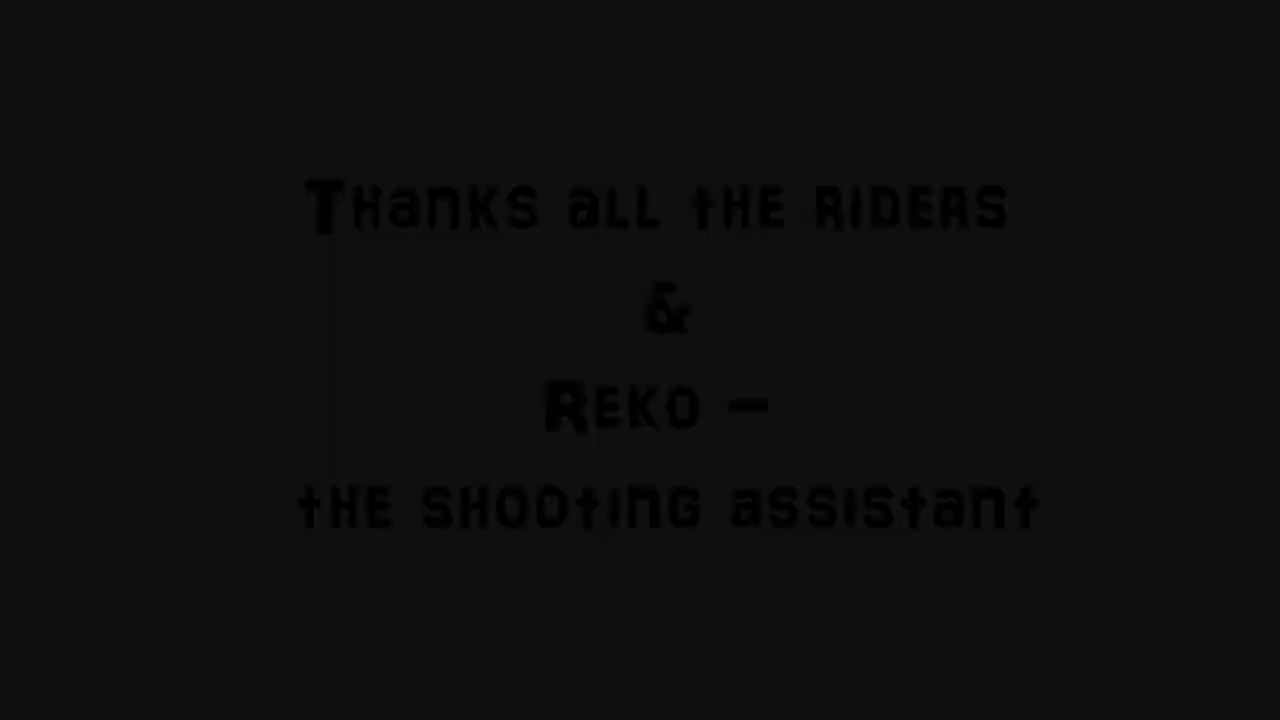 Thanks all the riders
&
Reko –
the shooting assistant